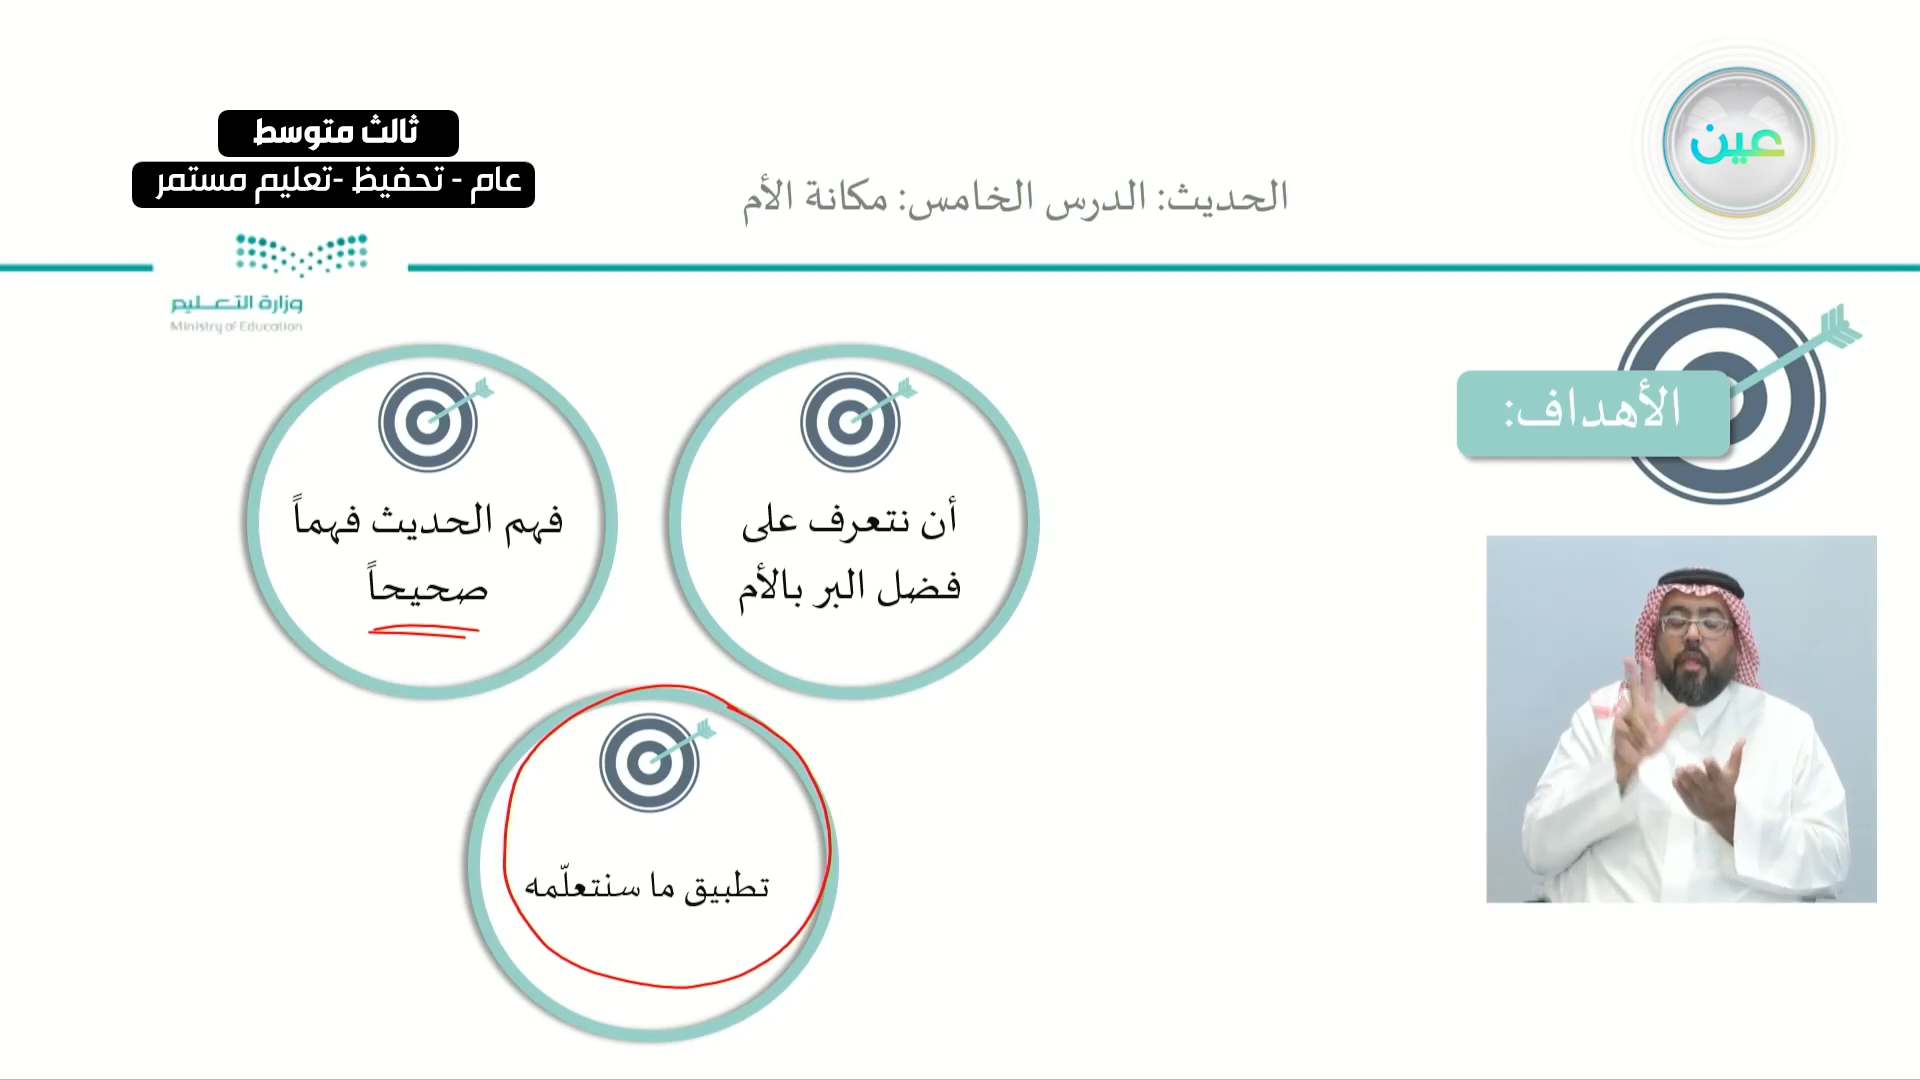 عين
ثالث متوسط
عام - تحفيظ -تعليم مستمر
الحديث: الدرس الخامس: مكانة الأم
وزارة التعـــليم
Ministry of Education
الأهداف:
أن نتعرف على
فضل البر بالأم
فهم الحديث فهماً
صحيحاً
تطبيق ما سنتعلّمه